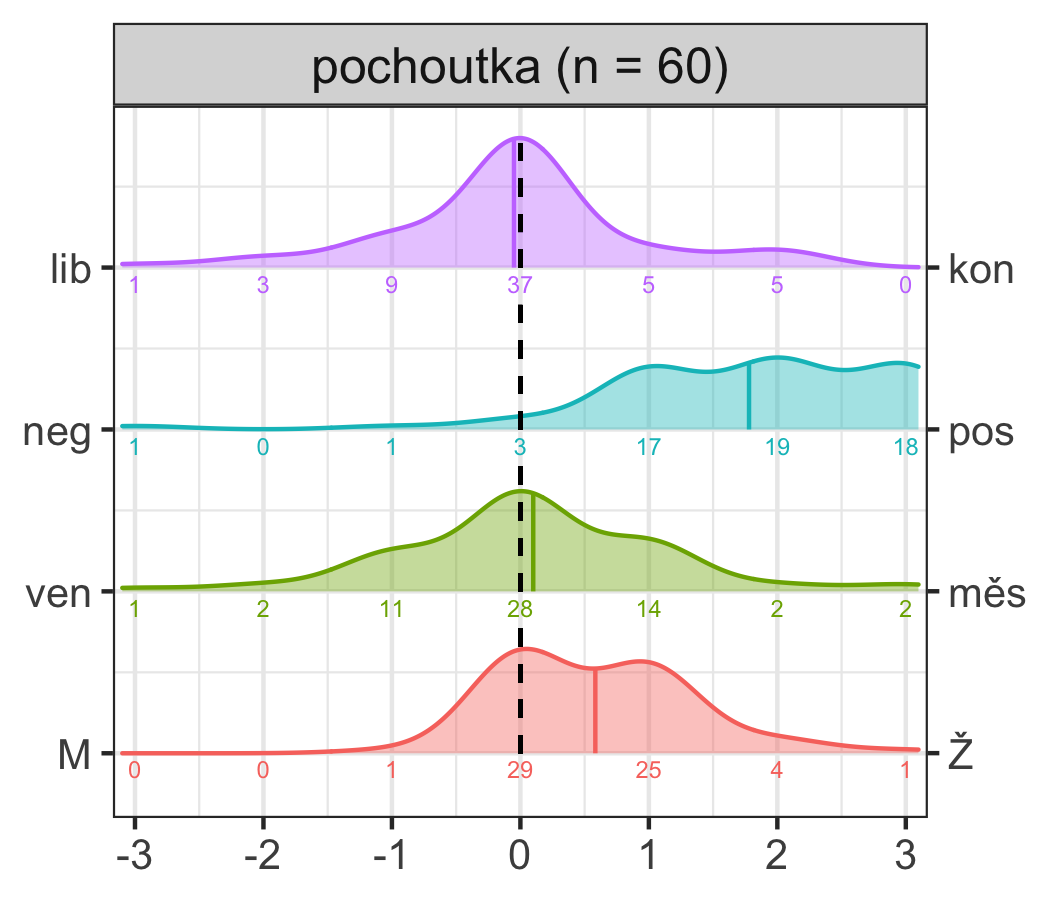 pochoutka (n = 60)
lib kon
1 3 9 37 5 5 0
neg pos
1 0 1 3 17 19 18
ven měs
1 2 11 28 14 2 2
M Ž
0 0 1 29 25 4 1
-3 -2 -1 0 1 2 3